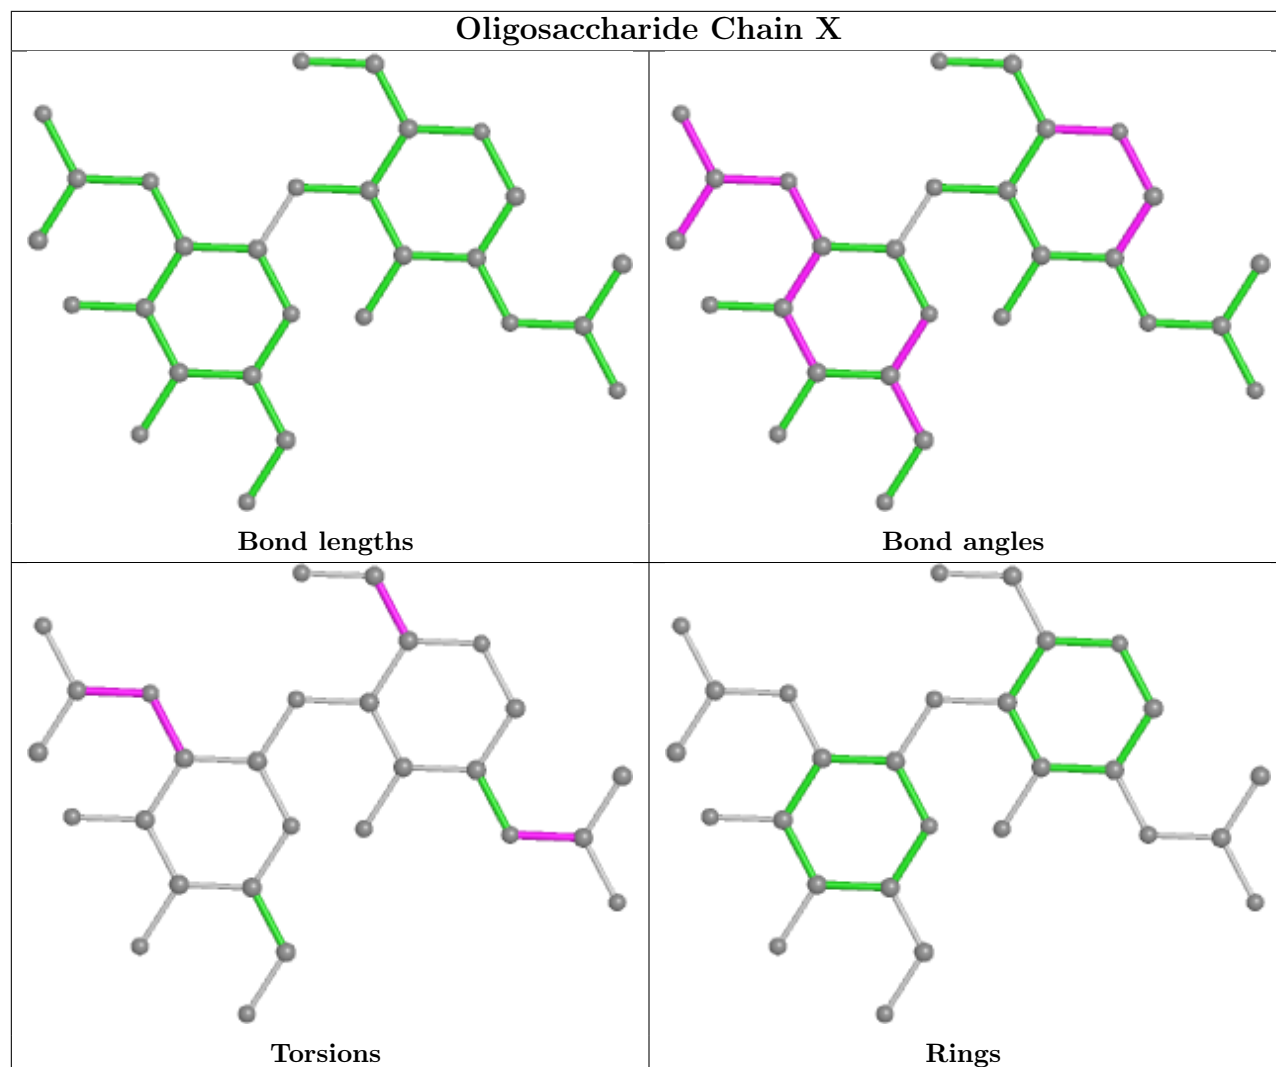 Oligosaccharide Chain X
Bond lengths
Bond angles
Torsions
Rings